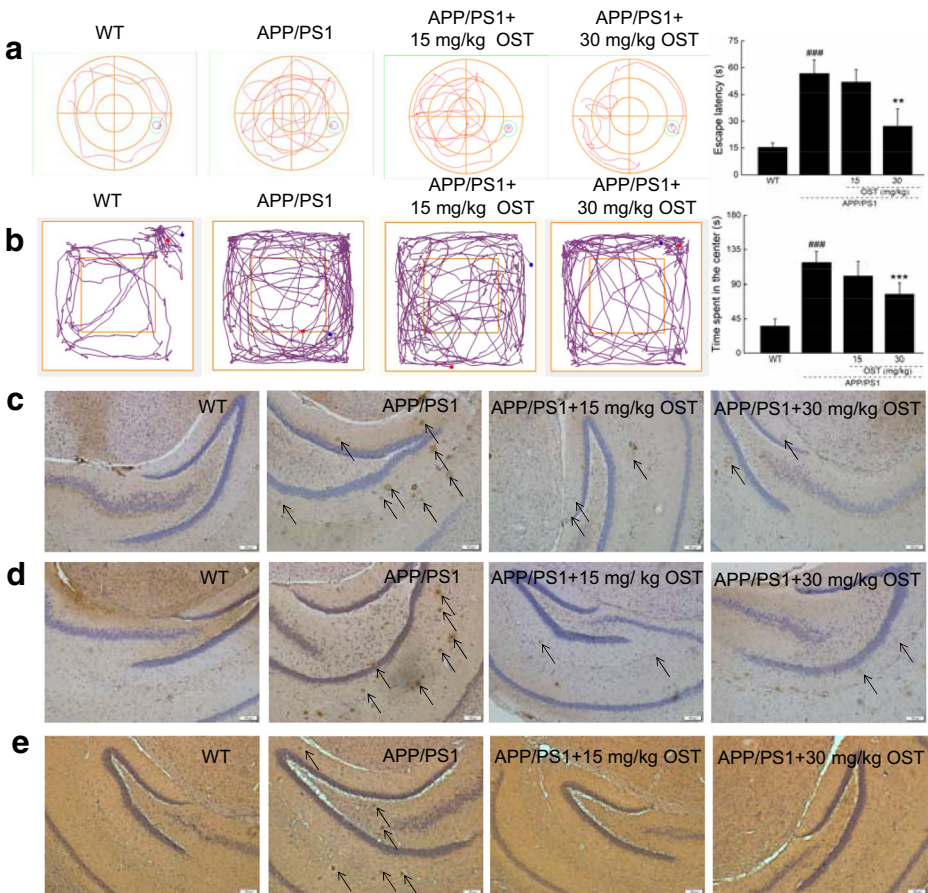 a
WT
APP/PS1
APP/PS1+
15 mg/kg OST
APP/PS1+
30 mg/kg OST
Escape latency (s)
75
60
45
30
15
0
###
**
WT
15
30
OST (mg/kg)
APP/PS1
b
WT
APP/PS1
APP/PS1+
15 mg/kg OST
APP/PS1+
30 mg/kg OST
Time spent in the center (s)
180
135
90
45
0
###
***
WT
15
30
OST (mg/kg)
APP/PS1
c
WT
APP/PS1
APP/PS1+15 mg/kg OST
APP/PS1+30 mg/kg OST
d
WT
APP/PS1
APP/PS1+15 mg/ kg OST
APP/PS1+30 mg/kg OST
e
WT
APP/PS1
APP/PS1+15 mg/kg OST
APP/PS1+30 mg/kg OST